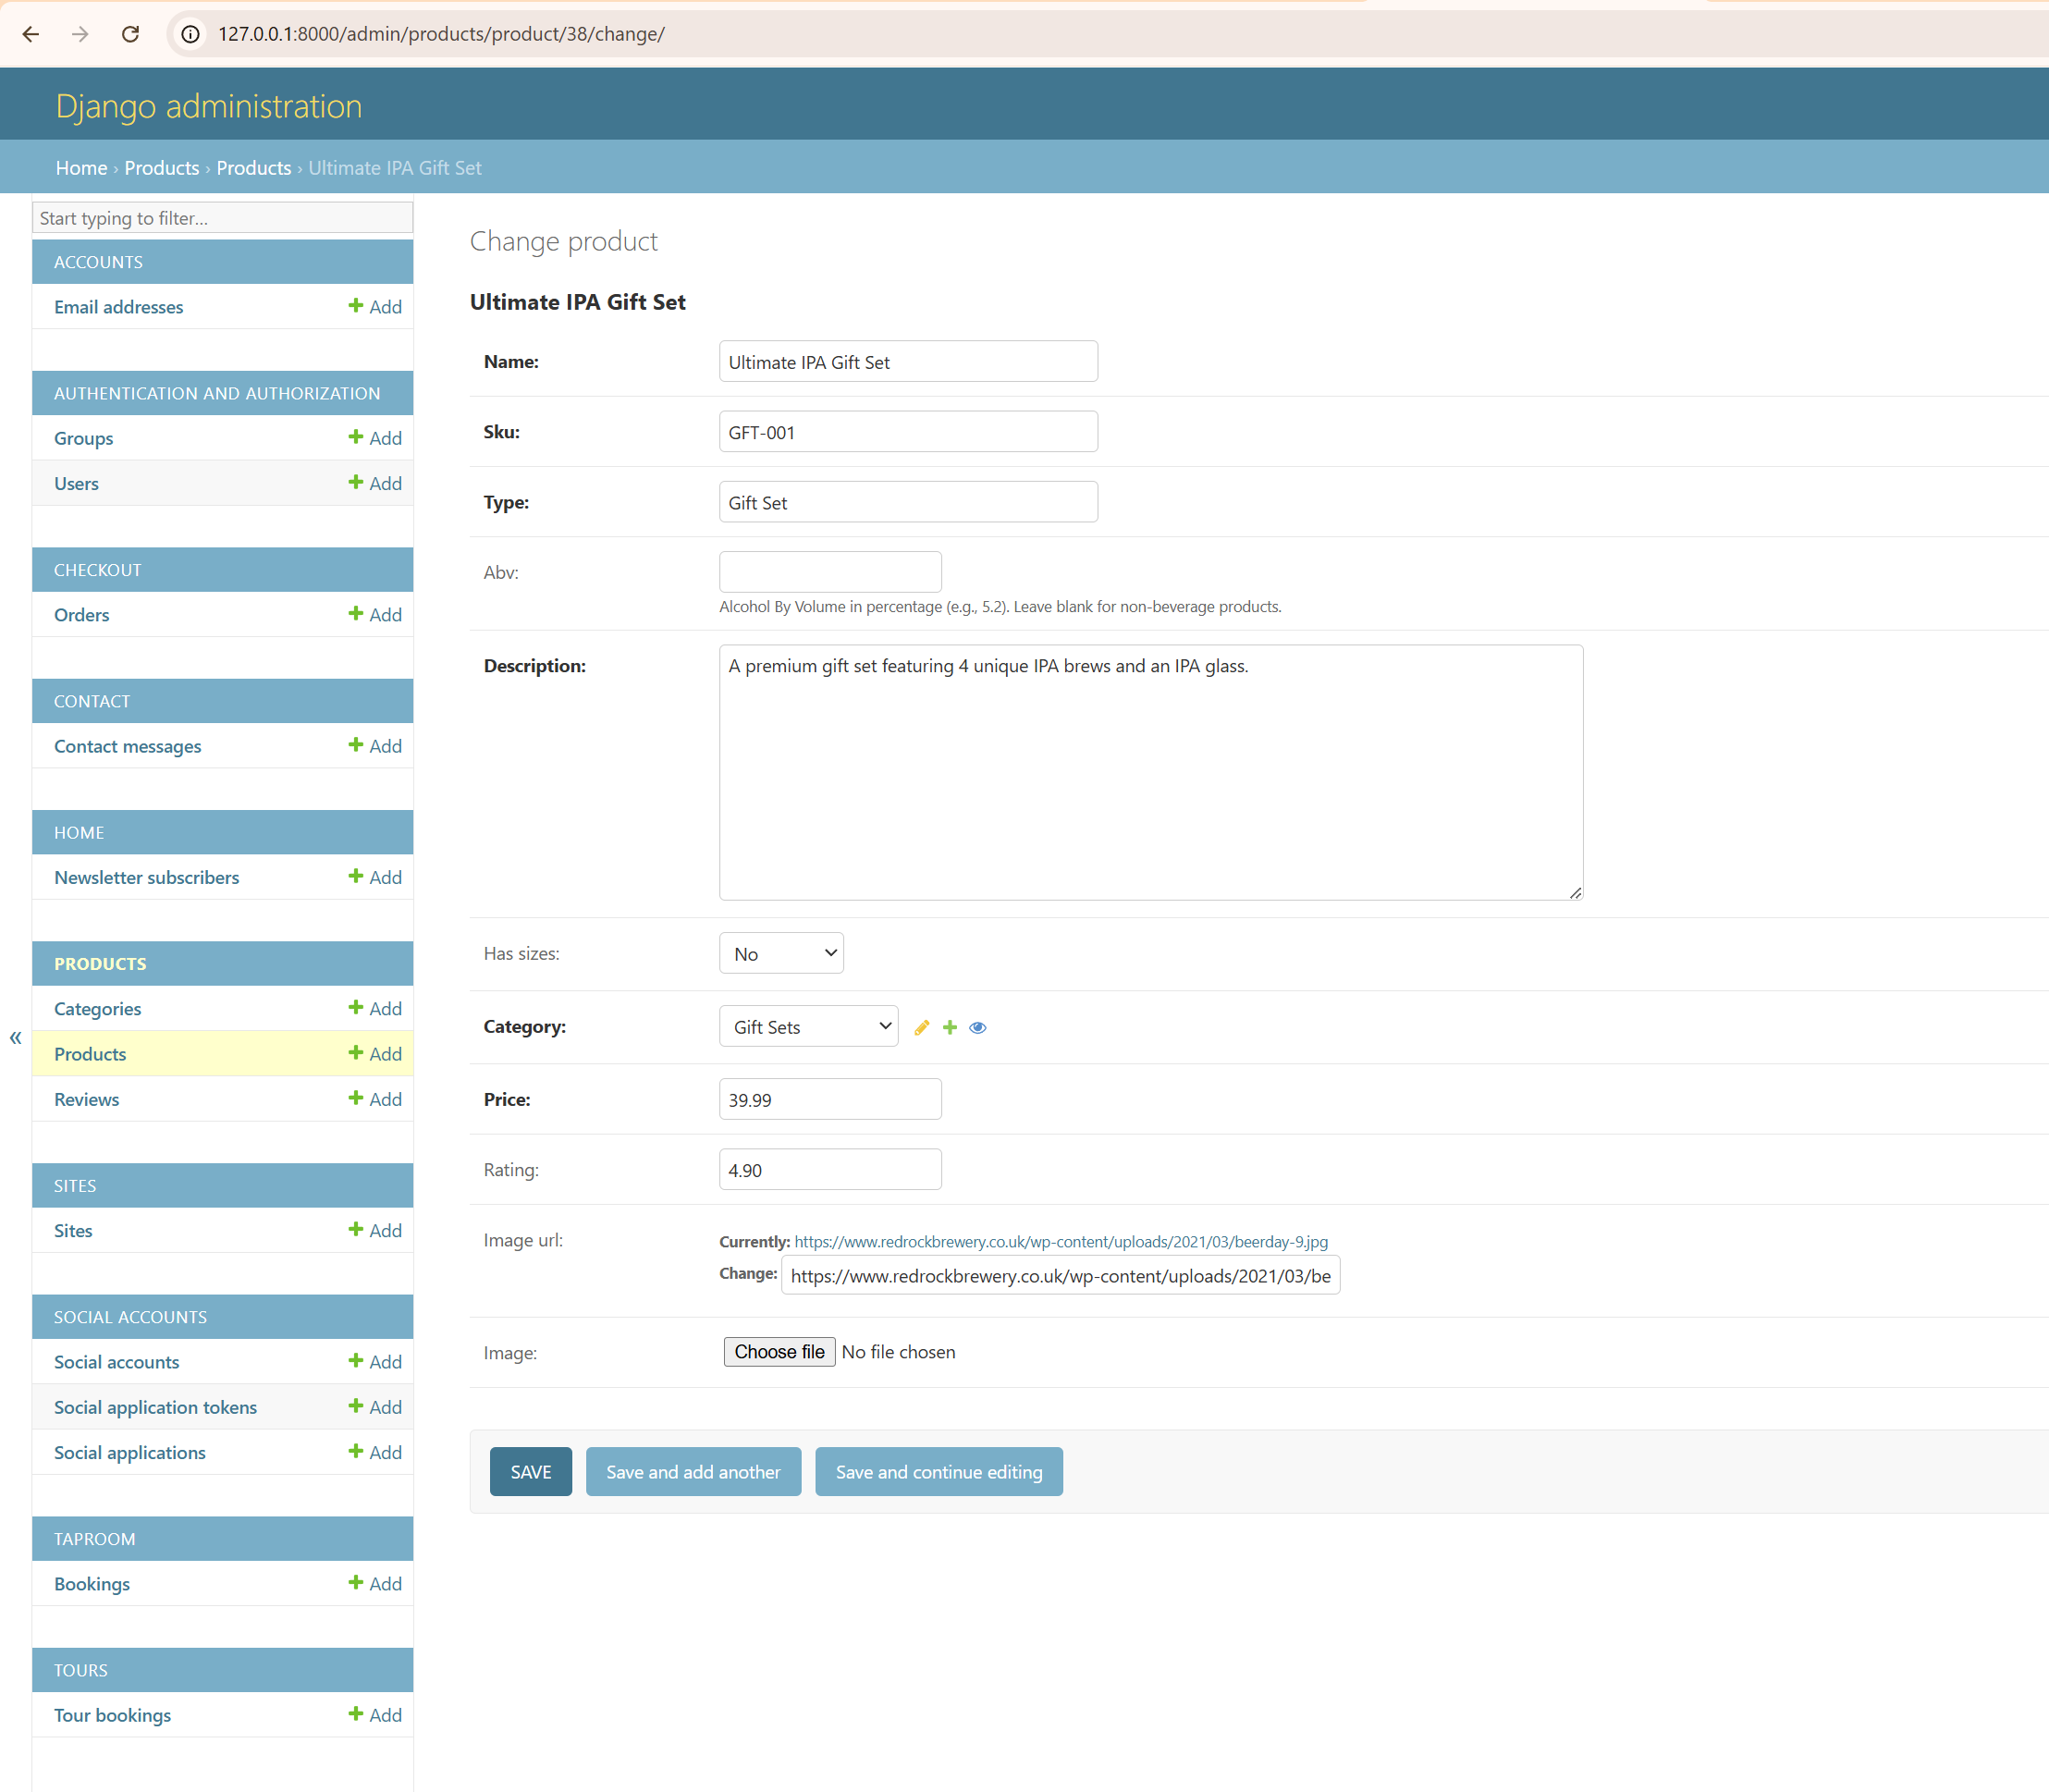 127.0.0.1:8000/admin/products/product/38/change/
Django administration
Home › Products › Products › Ultimate IPA Gift Set
Start typing to filter...
ACCOUNTS
Email addresses Add
AUTHENTICATION AND AUTHORIZATION
Groups Add
Users Add
CHECKOUT
Orders Add
CONTACT
Contact messages Add
HOME
Newsletter subscribers Add
PRODUCTS
Categories Add
«
Products Add
Reviews Add
SITES
Sites Add
SOCIAL ACCOUNTS
Social accounts Add
Social application tokens Add
Social applications Add
TAPROOM
Bookings Add
TOURS
Tour bookings Add
Change product
Ultimate IPA Gift Set
Name: Ultimate IPA Gift Set
Sku: GFT-001
Type: Gift Set
Abv:
Alcohol By Volume in percentage (e.g., 5.2). Leave blank for non-beverage products.
Description: A premium gift set featuring 4 unique IPA brews and an IPA glass.
Has sizes: No
Category: Gift Sets
Price: 39.99
Rating: 4.90
Image url: Currently: https://www.redrockbrewery.co.uk/wp-content/uploads/2021/03/beerday-9.jpg
Change: https://www.redrockbrewery.co.uk/wp-content/uploads/2021/03/be
Image: Choose file No file chosen
SAVE Save and add another Save and continue editing